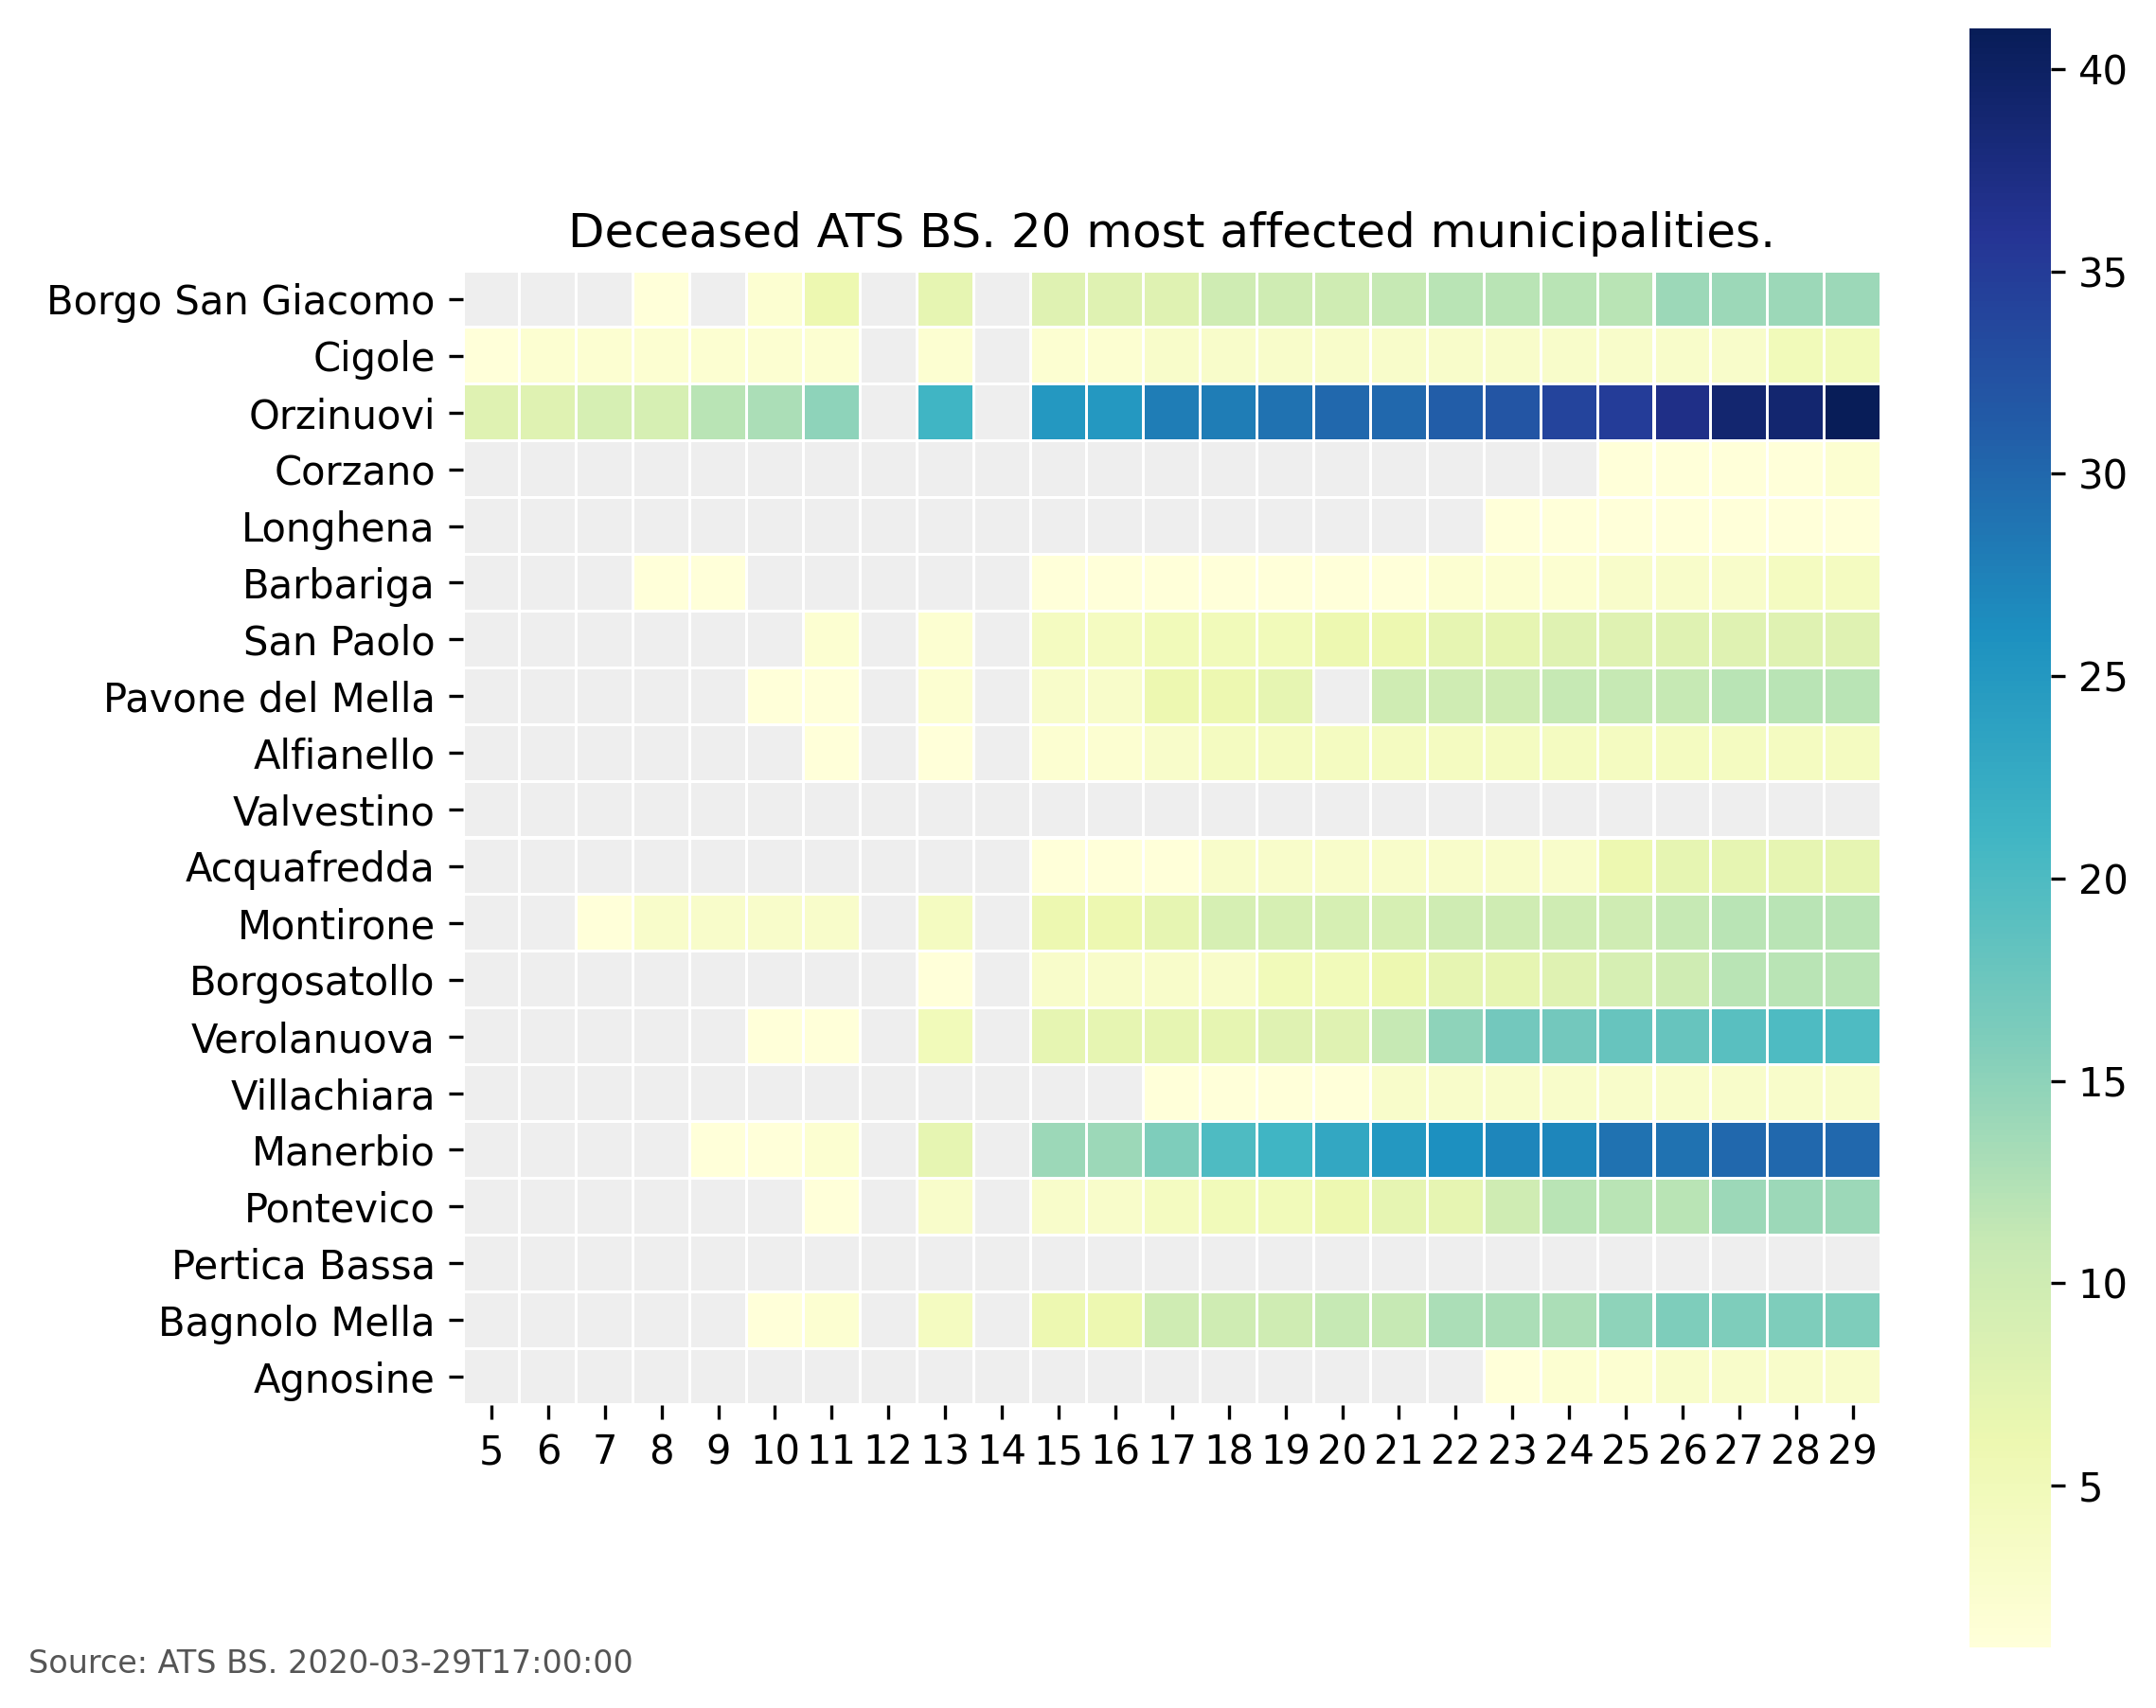 Deceased ATS BS. 20 most affected municipalities.
Borgo San Giacomo
Cigole
Orzinuovi
Corzano
Longhena
Barbariga
San Paolo
Pavone del Mella
Alfianello
Valvestino
Acquafredda
Montirone
Borgosatollo
Verolanuova
Villachiara
Manerbio
Pontevico
Pertica Bassa
Bagnolo Mella
Agnosine
5 6 7 8 9 10 11 12 13 14 15 16 17 18 19 20 21 22 23 24 25 26 27 28 29
40
35
30
25
20
15
10
5
Source: ATS BS. 2020-03-29T17:00:00